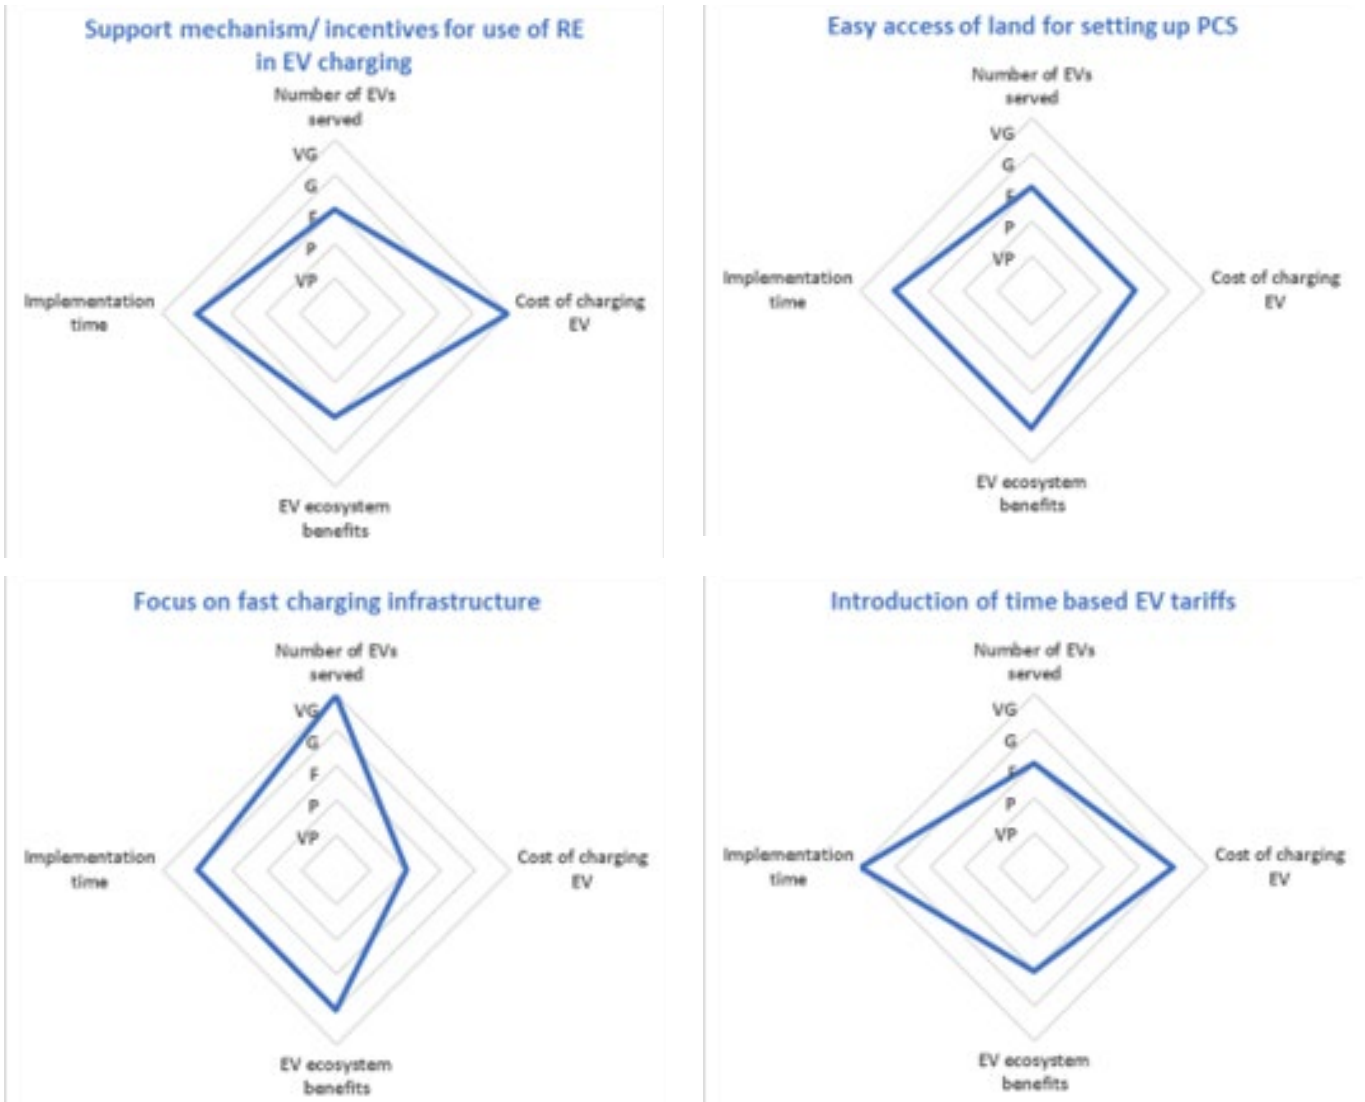 Support mechanism/ incentives for use of RE
in EV charging
Number of EVs
served
VG
G
F
P
VP
Implementation
time
Cost of charging
EV
EV ecosystem
benefits
Easy access of land for setting up PCS
Number of EVs
served
VG
G
F
P
VP
Implementation
time
Cost of charging
EV
EV ecosystem
benefits
Focus on fast charging infrastructure
Number of EVs
served
VG
G
F
P
VP
Implementation
time
Cost of charging
EV
EV ecosystem
benefits
Introduction of time based EV tariffs
Number of EVs
served
VG
G
F
P
VP
Implementation
time
Cost of charging
EV
EV ecosystem
benefits